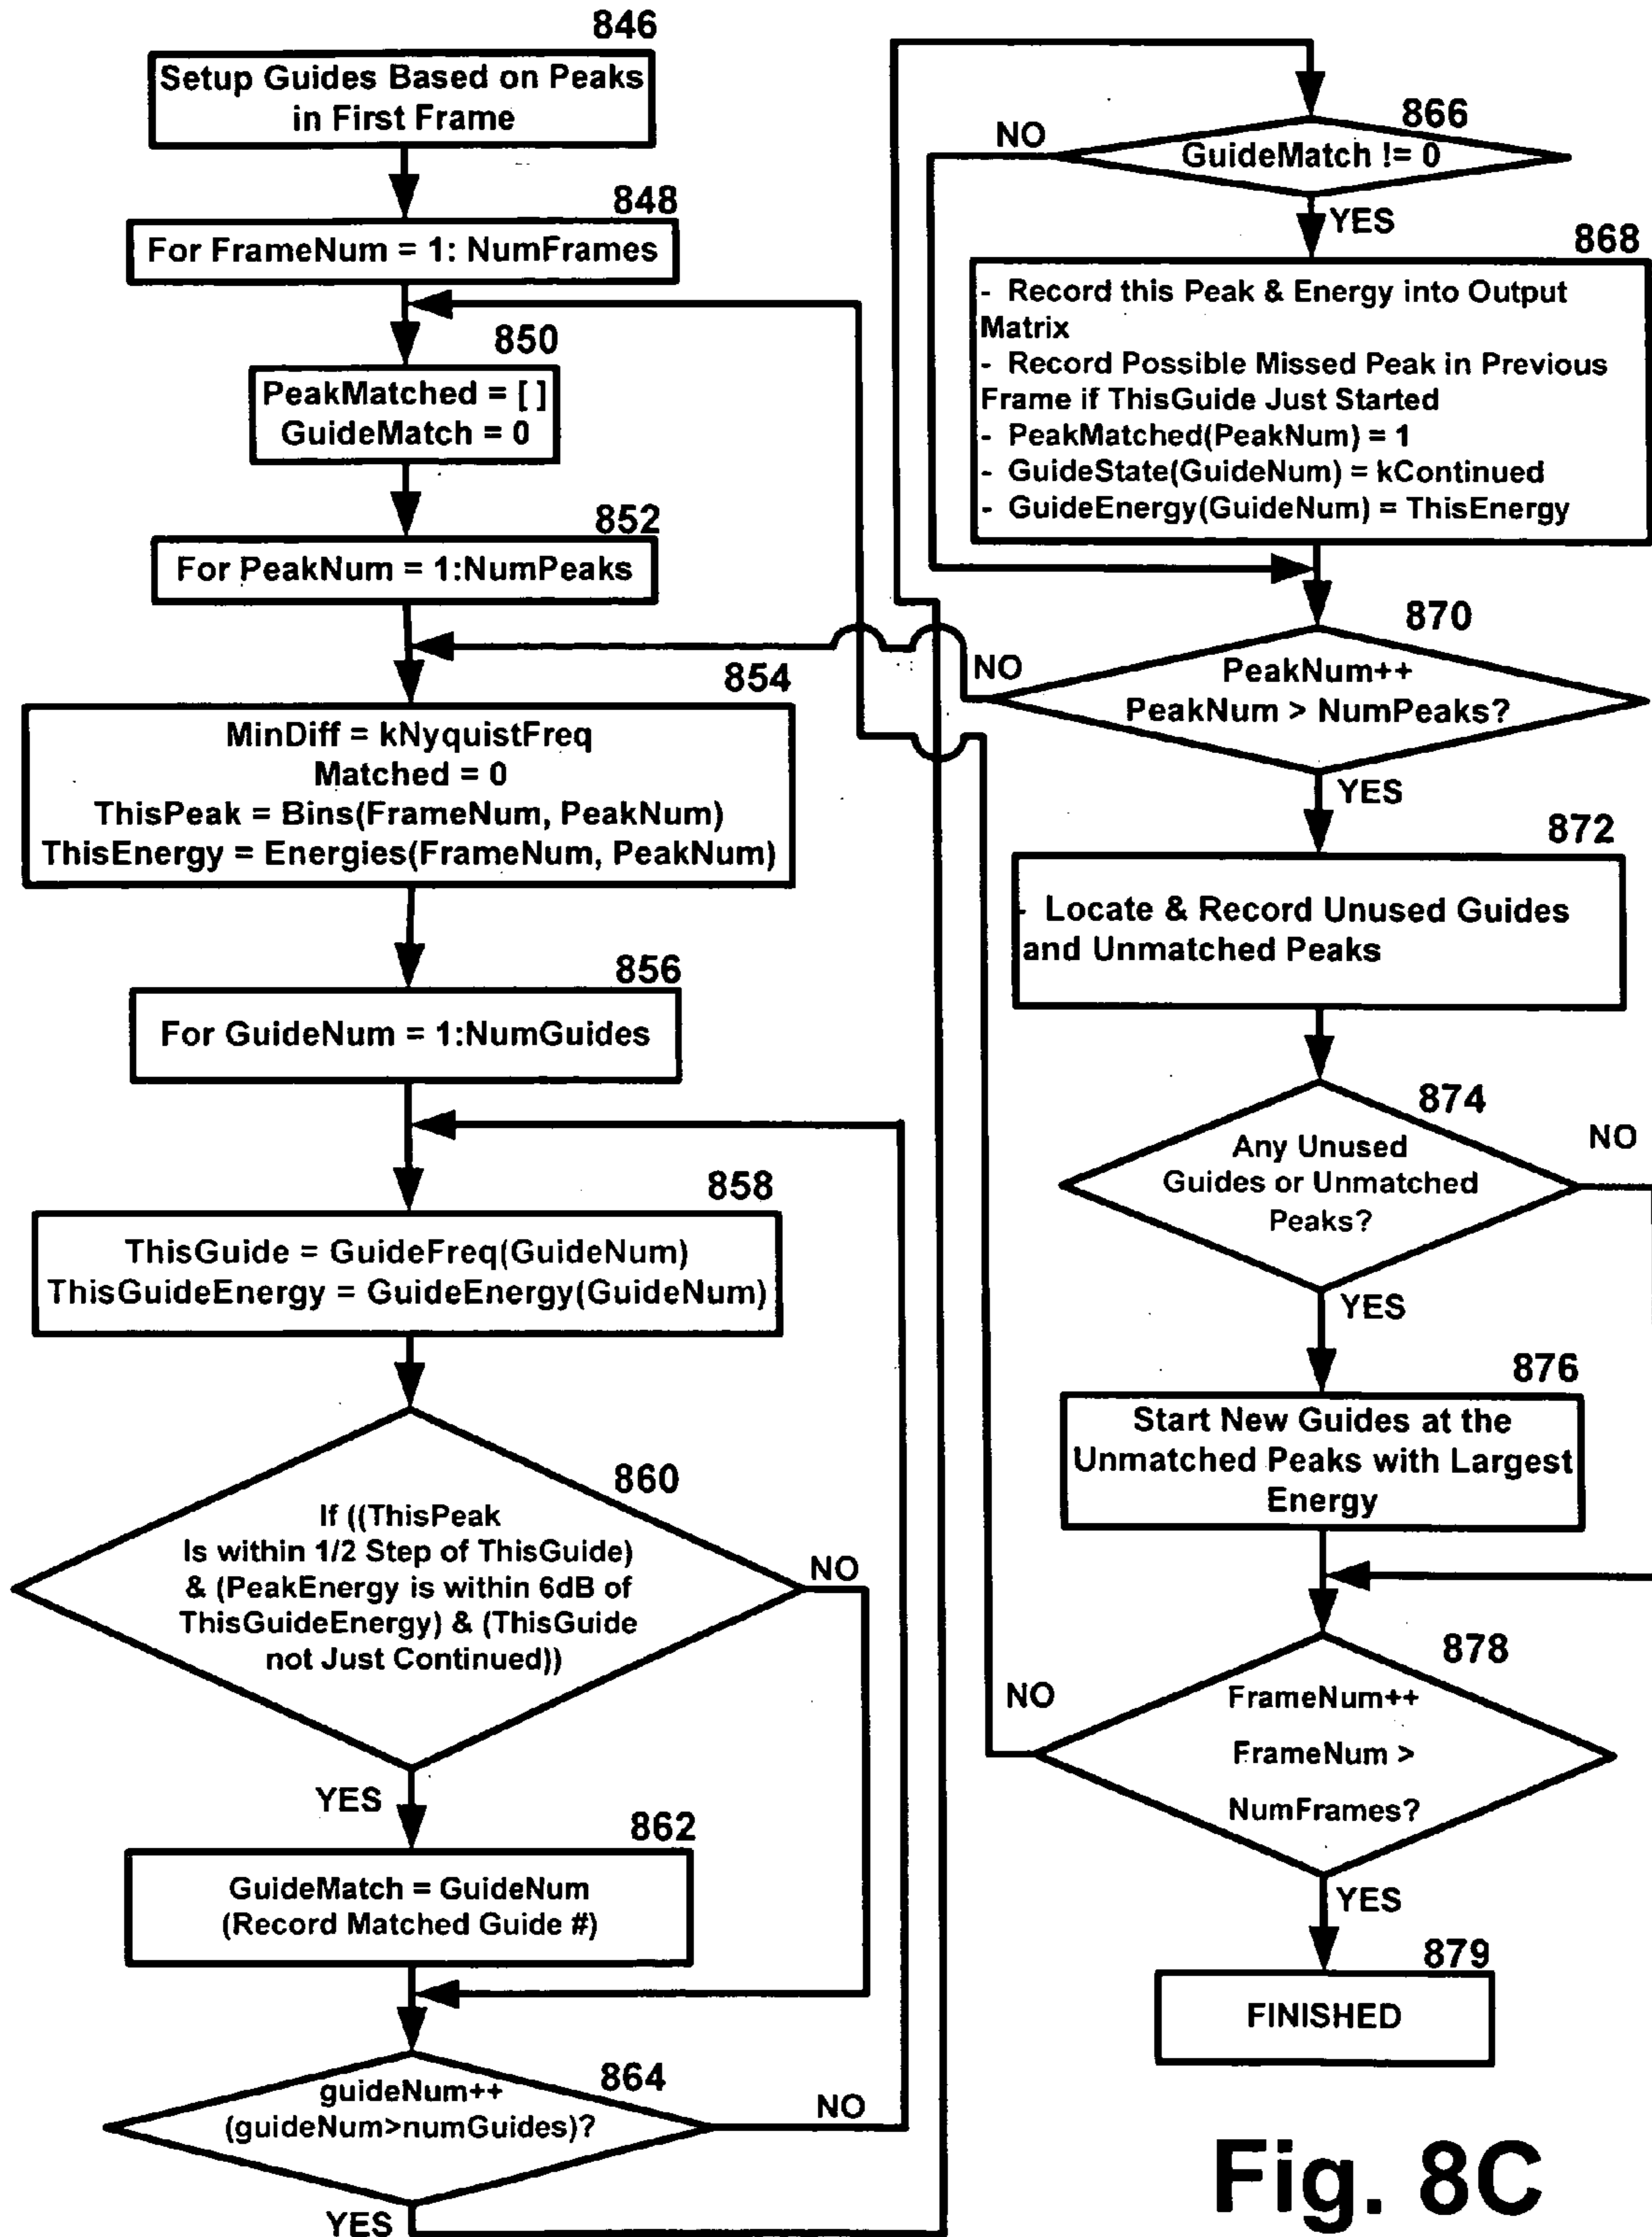 846
Setup Guides Based on Peaks
in First Frame
848
For FrameNum = 1: NumFrames
850
PeakMatched = [ ]
GuideMatch = 0
852
For PeakNum = 1:NumPeaks
854
MinDiff = kNyquistFreq
Matched = 0
ThisPeak = Bins(FrameNum, PeakNum)
ThisEnergy = Energies(FrameNum, PeakNum)
856
For GuideNum = 1:NumGuides
858
ThisGuide = GuideFreq(GuideNum)
ThisGuideEnergy = GuideEnergy(GuideNum)
860
If ((ThisPeak
Is within 1/2 Step of ThisGuide)
& (PeakEnergy is within 6dB of
ThisGuideEnergy) & (ThisGuide
not Just Continued))
NO
YES
862
GuideMatch = GuideNum
(Record Matched Guide #)
864
guideNum++
(guideNum>numGuides)?
NO
YES
866
GuideMatch != 0
NO
YES
868
- Record this Peak & Energy into Output
Matrix
- Record Possible Missed Peak in Previous
Frame if ThisGuide Just Started
- PeakMatched(PeakNum) = 1
- GuideState(GuideNum) = kContinued
- GuideEnergy(GuideNum) = ThisEnergy
870
PeakNum++
PeakNum > NumPeaks?
NO
YES
872
- Locate & Record Unused Guides
and Unmatched Peaks
874
Any Unused
Guides or Unmatched
Peaks?
NO
YES
876
Start New Guides at the
Unmatched Peaks with Largest
Energy
878
FrameNum++
FrameNum >
NumFrames?
NO
YES
879
FINISHED
Fig. 8C